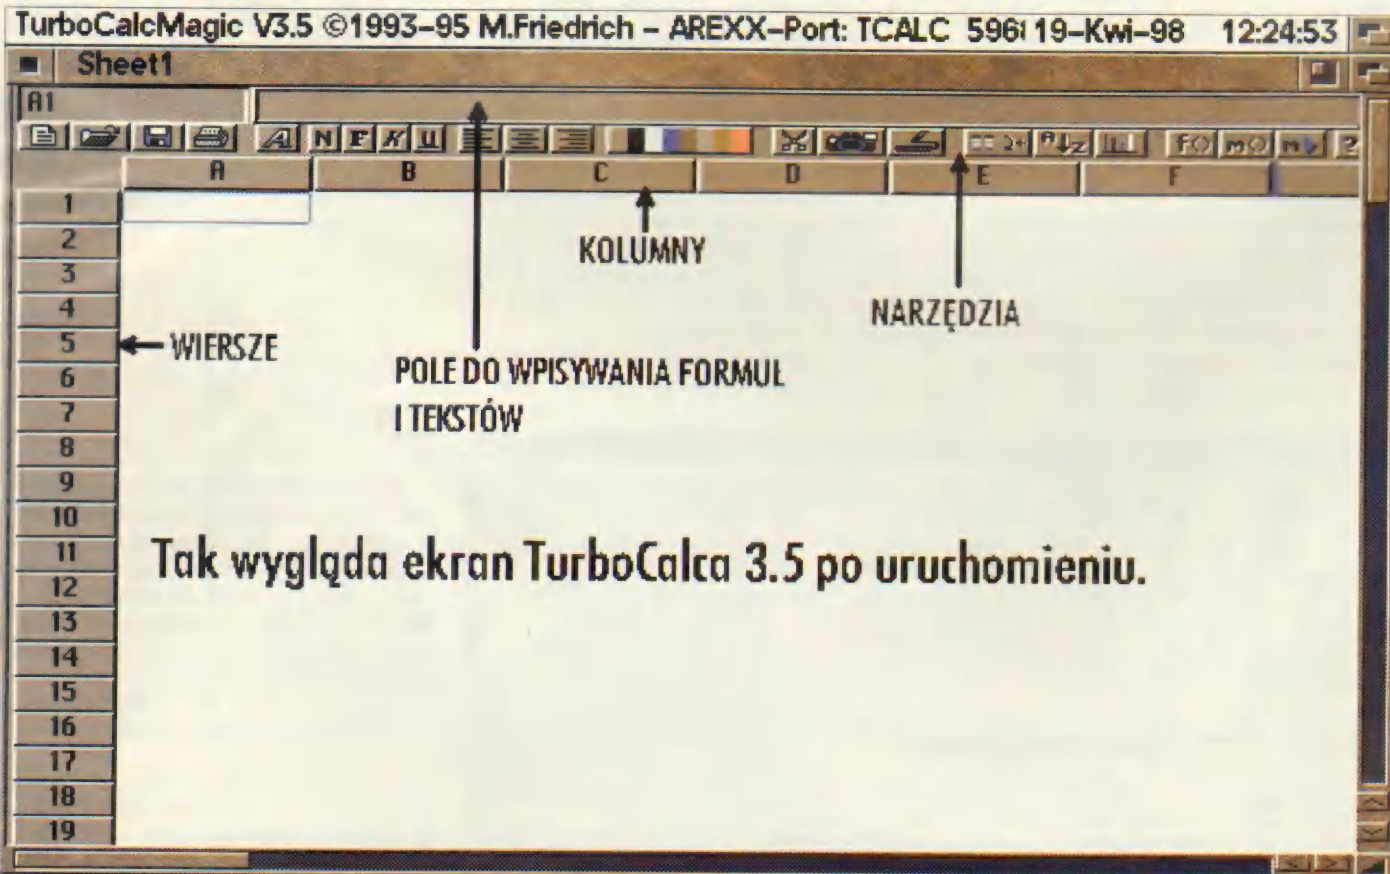 TurboCalcMagic V3.5 ©1993-95 M.Friedrich - AREXX-Port: TCALC 596 19-Kwi-98 12:24:53
Sheet1
A1
A N F K U A Z f m m ?
A B C D E F
1
2
KOLUMNY
3
4
NARZĘDZIA
5
WIERSZE
6
POLE DO WPISYWANIA FORMUŁ
7
I TEKSTÓW
8
9
10
11
Tak wygląda ekran TurboCalca 3.5 po uruchomieniu.
12
13
14
15
16
17
18
19